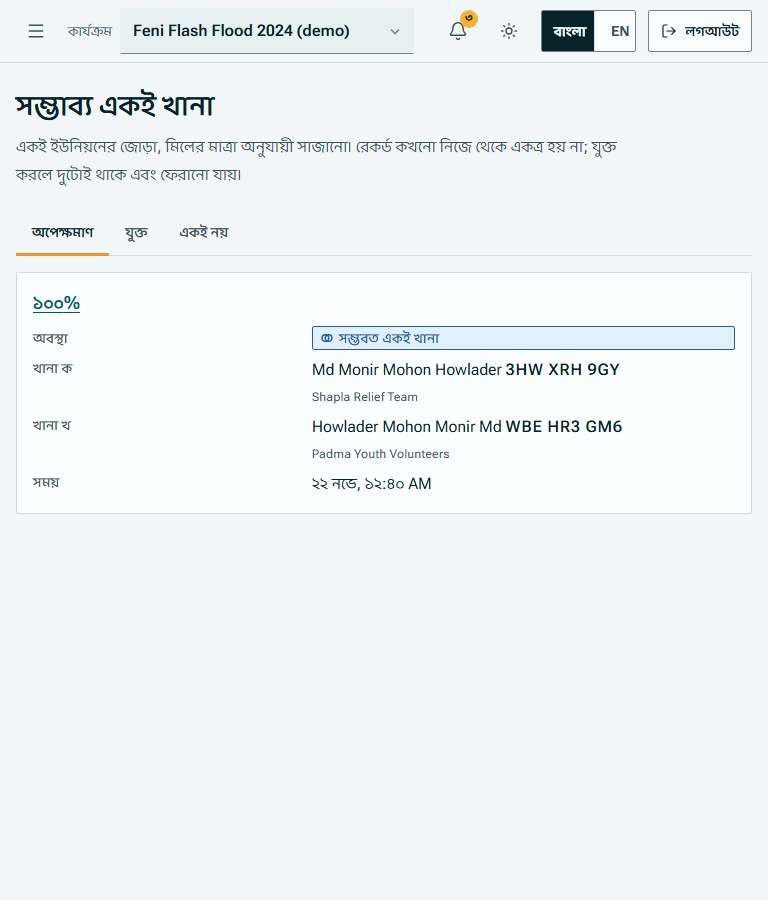 কার্যক্রম
Feni Flash Flood 2024 (demo)
৩
বাংলা
EN
লগআউট
সম্ভাব্য একই খানা
একই ইউনিয়নের জোড়া, মিলের মাত্রা অনুযায়ী সাজানো। রেকর্ড কখনো নিজে থেকে একত্র হয় না; যুক্ত
করলে দুটোই থাকে এবং ফেরানো যায়।
অপেক্ষমাণ
যুক্ত
একই নয়
১০০%
অবস্থা
সম্ভবত একই খানা
খানা ক
Md Monir Mohon Howlader 3HW XRH 9GY
Shapla Relief Team
খানা খ
Howlader Mohon Monir Md WBE HR3 GM6
Padma Youth Volunteers
সময়
২২ নভে, ১২:৪০ AM